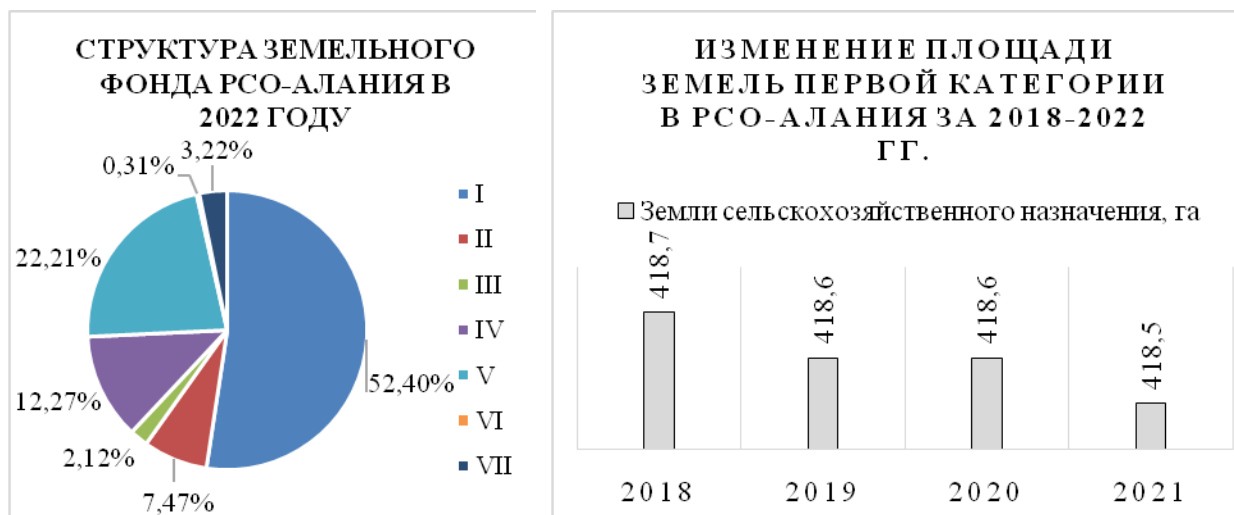 СТРУКТУРА ЗЕМЕЛЬНОГО
ФОНДА РСО-АЛАНИЯ В
2022 ГОДУ
3,22%
0,31%
22,21%
12,27%
2,12%
7,47%
52,40%
I
II
III
IV
V
VI
VII
ИЗМЕНЕНИЕ ПЛОЩАДИ
ЗЕМЕЛЬ ПЕРВОЙ КАТЕГОРИИ
В РСО-АЛАНИЯ ЗА 2018-2022
ГГ.
Земли сельскохозяйственного назначения, га
418,7
418,6
418,6
418,5
2018
2019
2020
2021